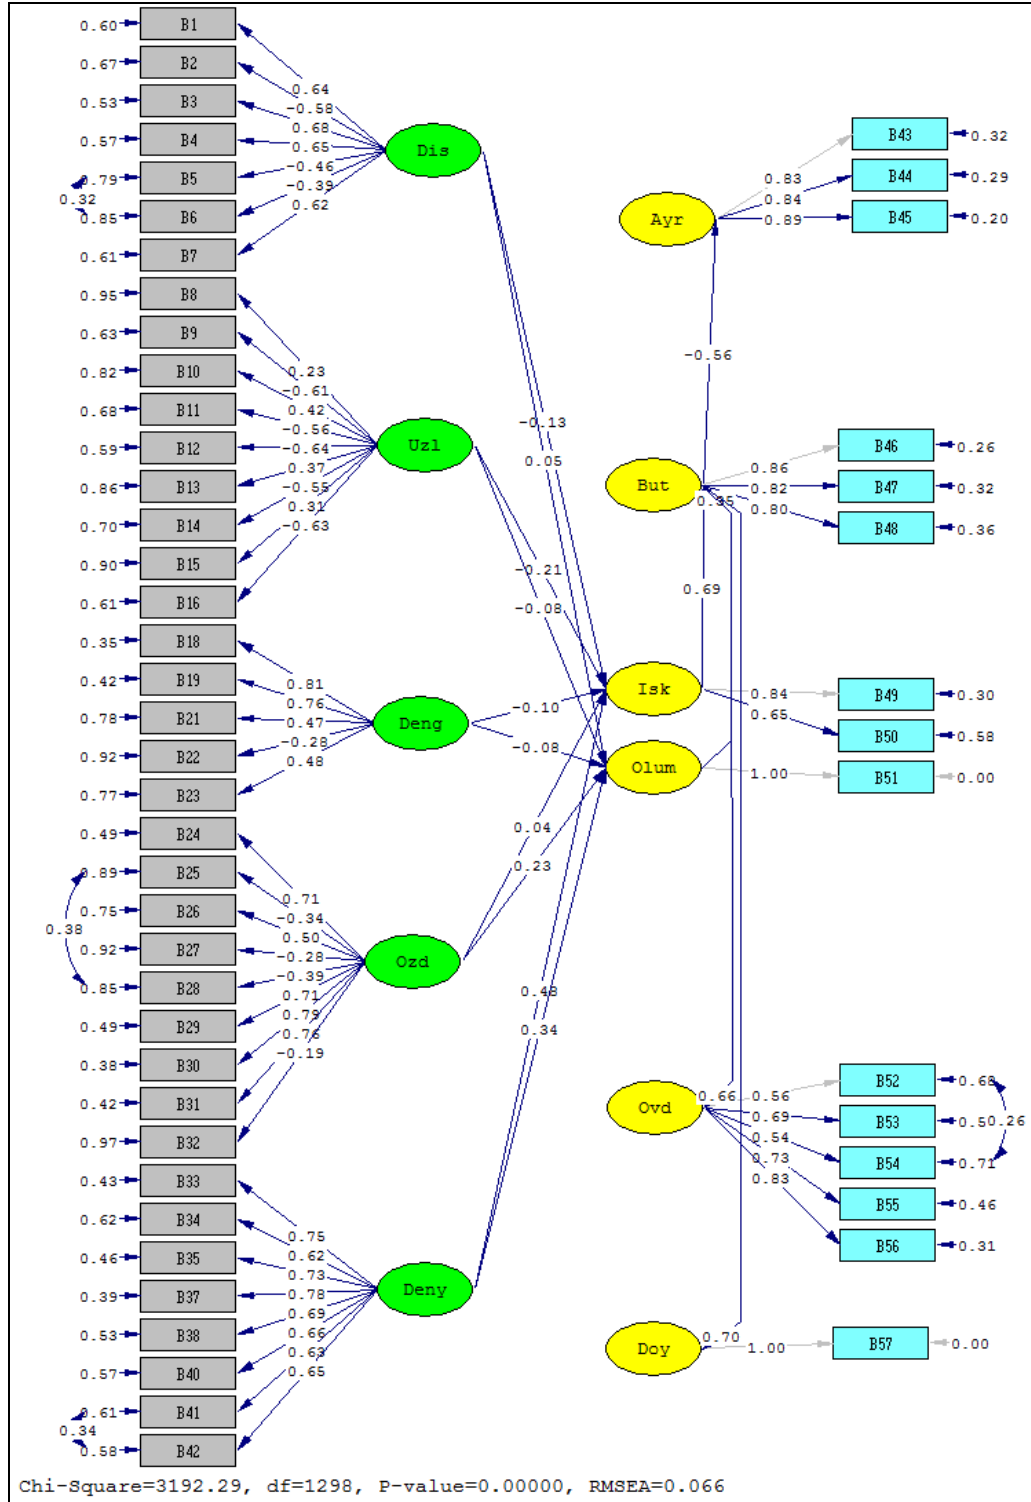 0.60 B1
0.67 B2
0.53 B3
0.57 B4
0.79 B5
0.32
0.85 B6
0.61 B7
0.95 B8
0.63 B9
0.82 B10
0.68 B11
0.59 B12
0.86 B13
0.70 B14
0.90 B15
0.61 B16
0.35 B18
0.42 B19
0.78 B21
0.92 B22
0.77 B23
0.49 B24
0.89 B25
0.75 B26
0.38
0.92 B27
0.85 B28
0.49 B29
0.38 B30
0.42 B31
0.97 B32
0.43 B33
0.62 B34
0.46 B35
0.39 B37
0.53 B38
0.57 B40
0.61 B41
0.34
0.58 B42
0.64
-0.58
0.68
0.65
-0.46
-0.39
0.62
Dis
0.23
-0.61
0.42
-0.56
-0.64
0.37
-0.55
0.31
-0.63
Uzl
0.81
0.76
0.47
-0.28
0.48
Deng
0.71
-0.34
0.50
-0.28
-0.39
0.71
0.79
0.76
-0.19
Ozd
0.75
0.62
0.73
0.78
0.69
0.66
0.63
0.65
Deny
-0.13
0.05
-0.21
-0.08
-0.10
-0.08
0.04
0.23
0.48
0.34
Ayr
-0.56
But
0.35
0.69
Isk
Olum
Ovd
0.66
Doy
0.70
0.83 B43 0.32
0.84 B44 0.29
0.89 B45 0.20
0.86 B46 0.26
0.82 B47 0.32
0.80 B48 0.36
0.84 B49 0.30
0.65 B50 0.58
1.00 B51 0.00
0.56 B52 0.68
0.69 B53 0.5
0.26
0.54 B54 0.71
0.73 B55 0.46
0.83 B56 0.31
1.00 B57 0.00
Chi-Square=3192.29, df=1298, P-value=0.00000, RMSEA=0.066